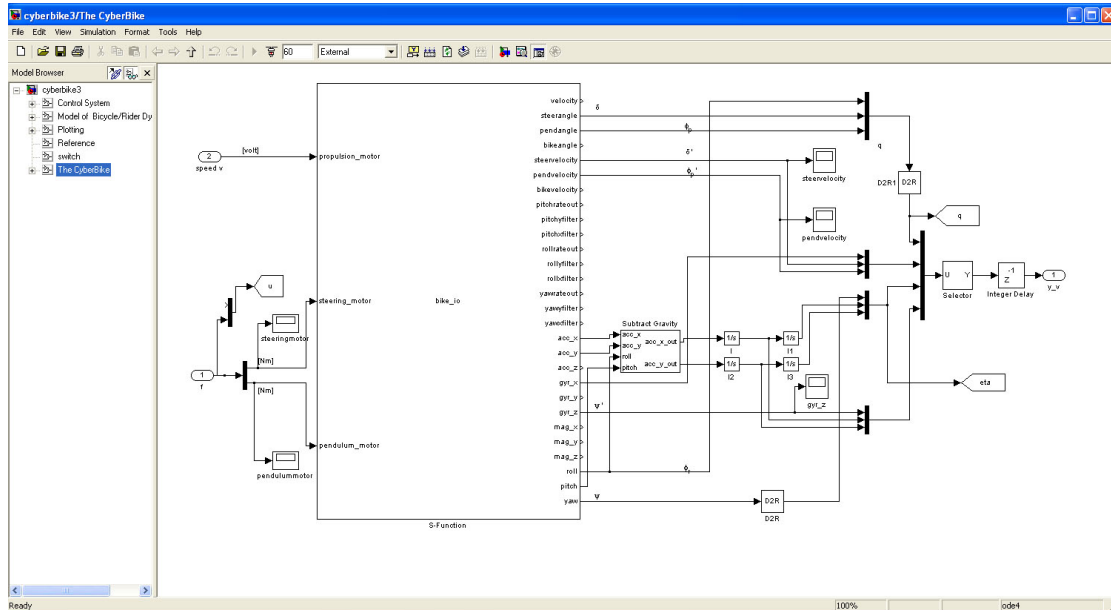 cyberbike3/The CyberBike
File Edit View Simulation Format Tools Help
60 External
Model Browser
cyberbike3
Control System
Model of Bicycle/Rider Dy
Plotting
Reference
switch
The CyberBike
2
speed v
[volt]
propulsion_motor
u
steering_motor
steeringmotor
[Nm]
1
f
[Nm]
pendulum_motor
pendulummotor
bike_io
S-Function
velocity
steerangle
pendangle
bikeangle
steervelocity
pendvelocity
bikevelocity
pitchrateout
pitchyfilter
pitchxfilter
rollrateout
rollyfilter
rollxfilter
yawrateout
yawyfilter
yawxfilter
acc_x
acc_y
acc_z
gyr_x
gyr_y
gyr_z
mag_x
mag_y
mag_z
roll
pitch
yaw
δ
ϕp
δ'
ϕp'
ψ'
ϕr
ψ
Subtract Gravity
acc_x
acc_y
roll
pitch
acc_x_out
acc_y_out
1/s
I
1/s
I1
1/s
I2
1/s
I3
steervelocity
pendvelocity
gyr_z
D2R
D2R
q
D2R1
D2R
q
eta
U Y
Selector
-1
Z
Integer Delay
1
y_v
Ready
100%
ode4